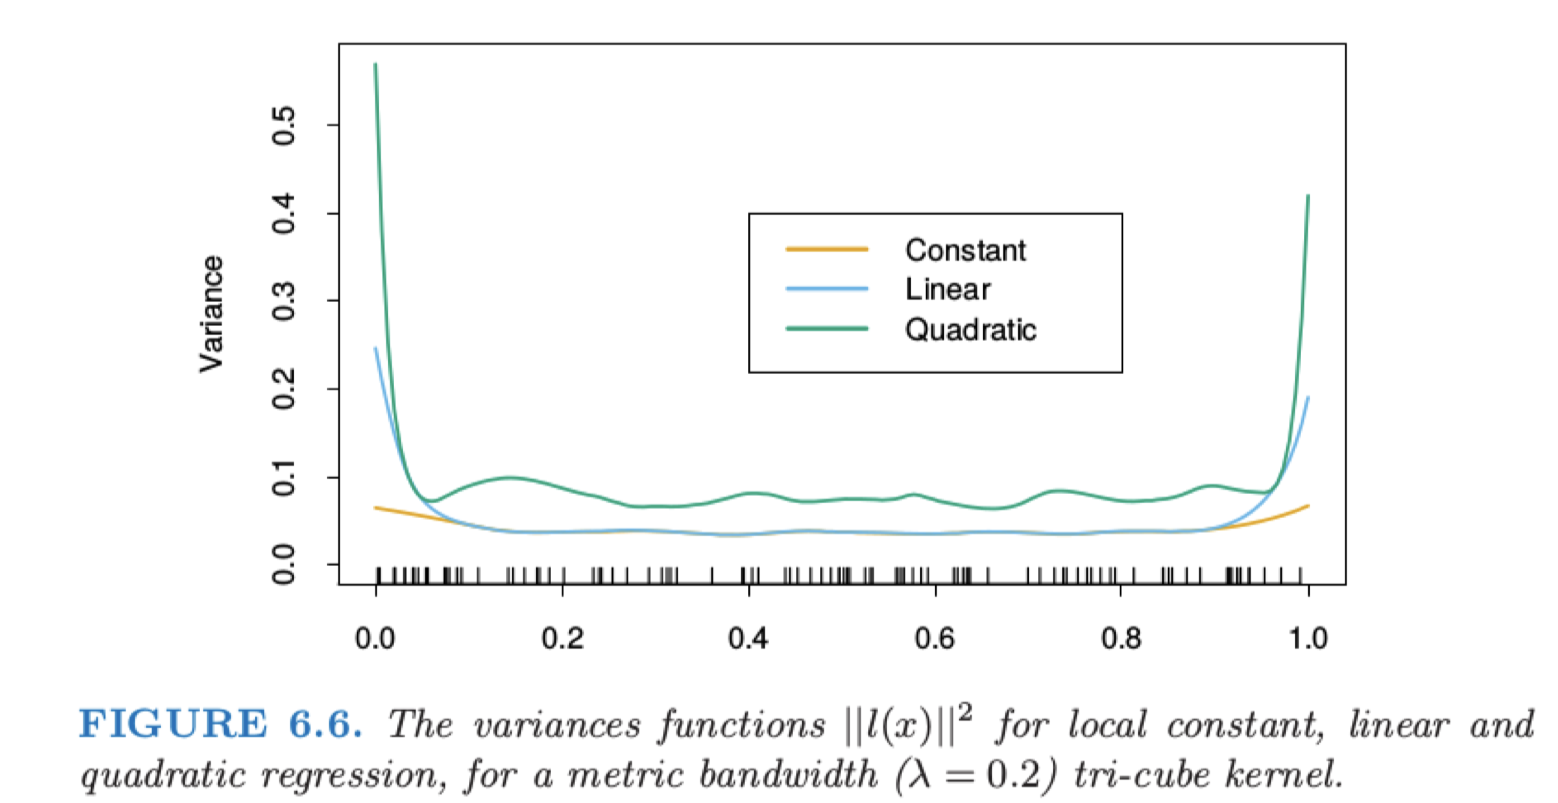 0.5
0.4
0.3
0.2
0.1
0.0
Variance
Constant
Linear
Quadratic
0.0 0.2 0.4 0.6 0.8 1.0
FIGURE 6.6. The variances functions ||l(x)||² for local constant, linear and
quadratic regression, for a metric bandwidth (λ = 0.2) tri-cube kernel.